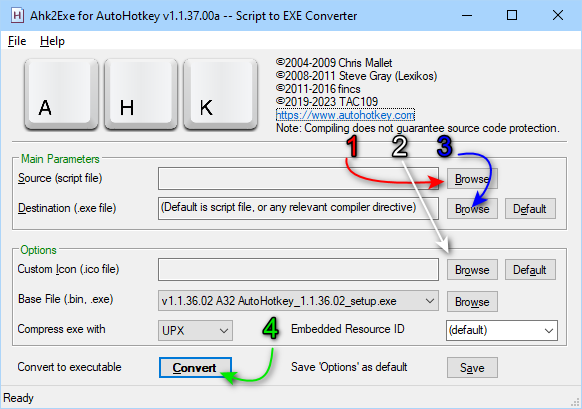 Ahk2Exe for AutoHotkey v1.1.37.00a -- Script to EXE Converter
File Help
A H K
©2004-2009 Chris Mallet
©2008-2011 Steve Gray (Lexikos)
©2011-2016 fincs
©2019-2023 TAC109
https://www.autohotkey.com
Note: Compiling does not guarantee source code protection.
1 2 3
Main Parameters
Source (script file) Browse
Destination (.exe file) (Default is script file, or any relevant compiler directive) Browse Default
Options
Custom Icon (.ico file) Browse Default
Base File (.bin, .exe) v1.1.36.02 A32 AutoHotkey_1.1.36.02_setup.exe Browse
Compress exe with UPX 4 Embedded Resource ID (default)
Convert to executable Convert Save 'Options' as default Save
Ready